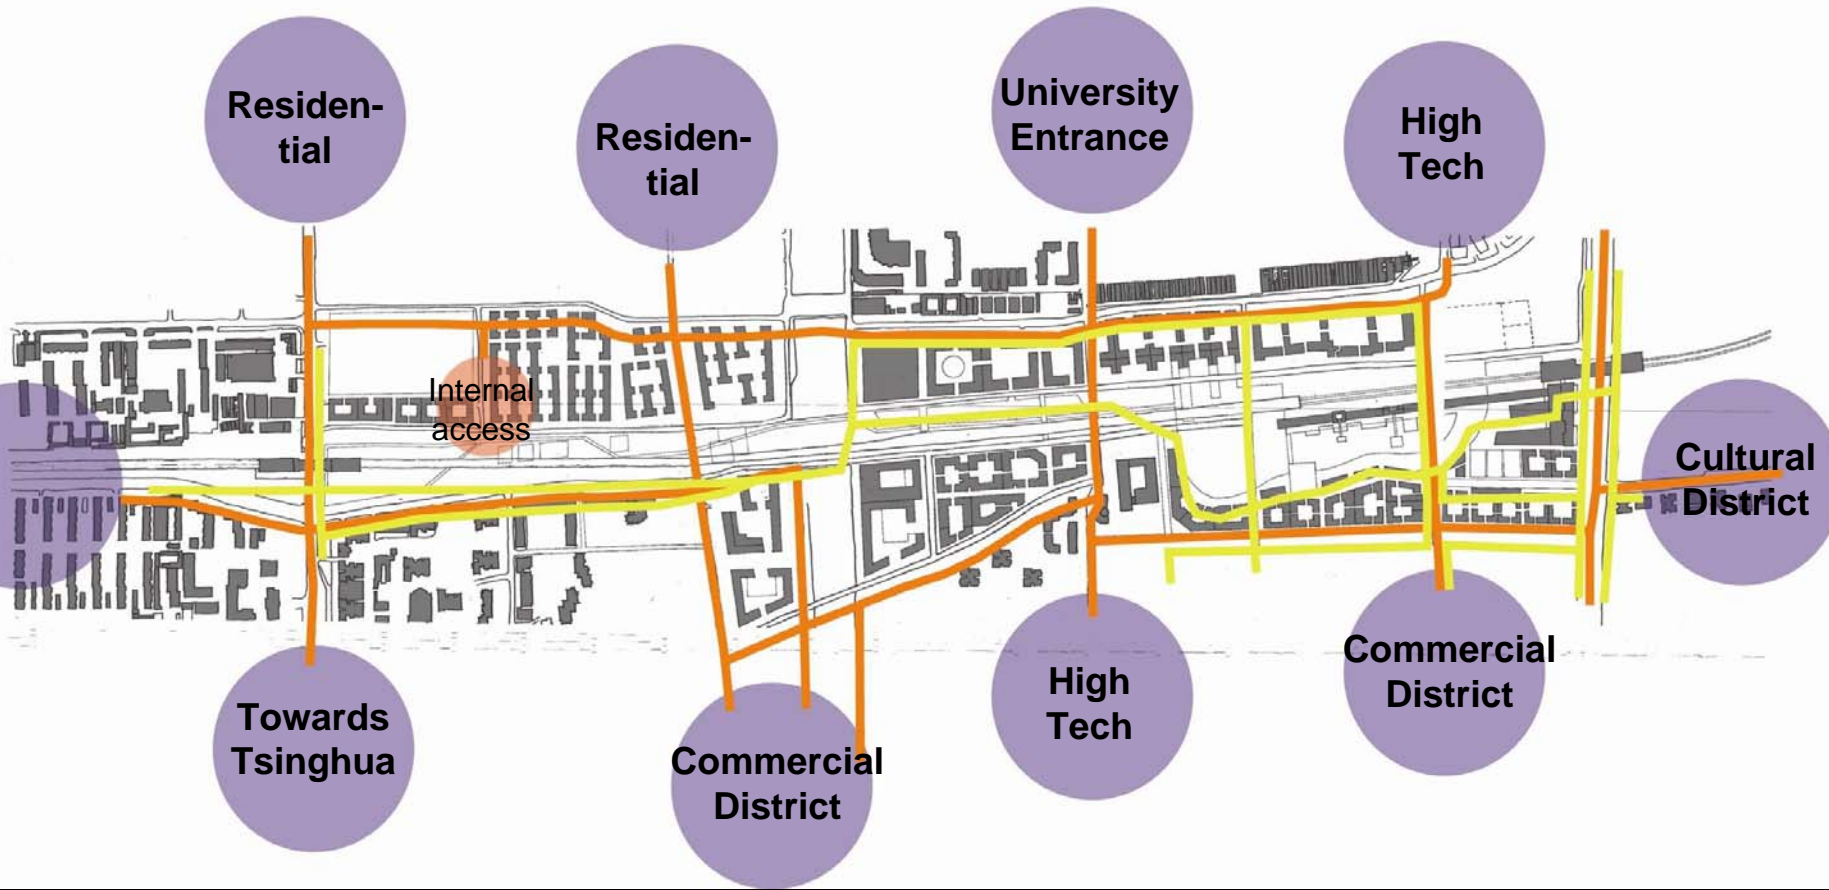 Residen-
tial
Residen-
tial
University
Entrance
High
Tech
Internal
access
Cultural
District
Towards
Tsinghua
Commercial
District
High
Tech
Commercial
District